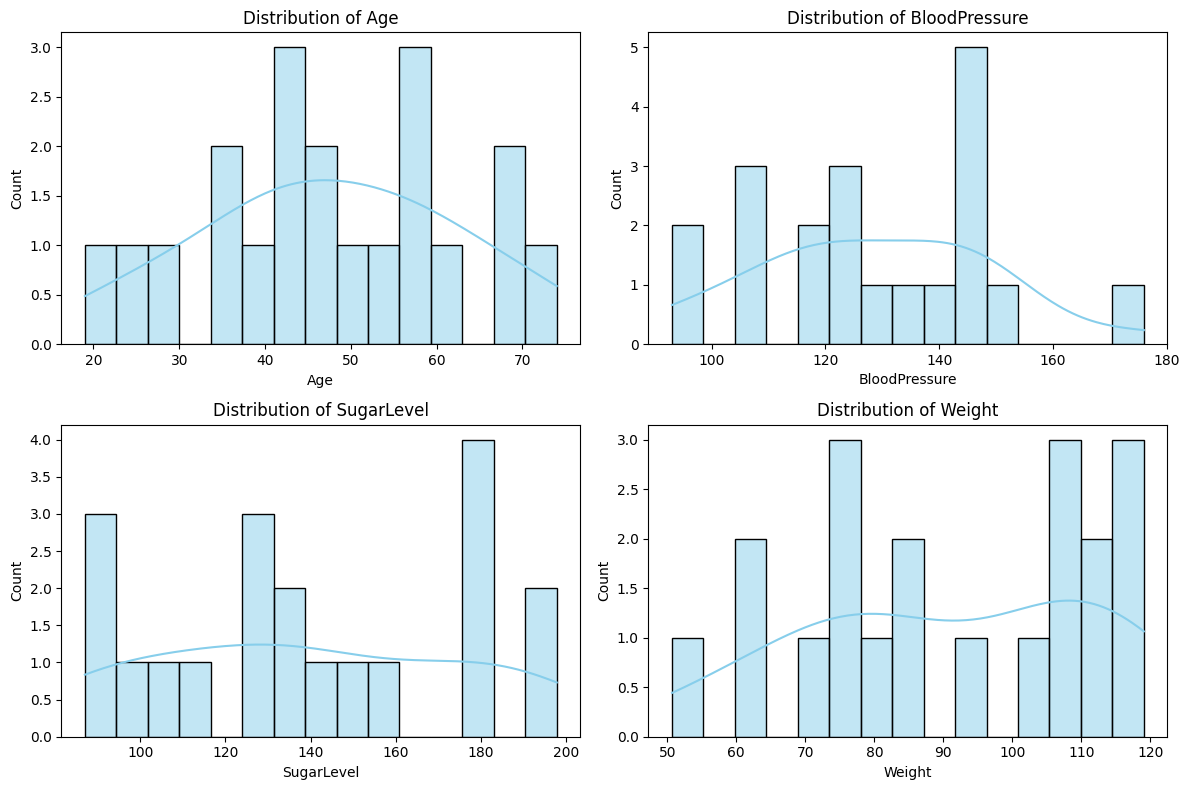 Distribution of Age
3.0
2.5
2.0
1.5
1.0
0.5
0.0
Count
20 30 40 50 60 70
Age
Distribution of BloodPressure
5
4
3
2
1
0
Count
100 120 140 160 180
BloodPressure
Distribution of SugarLevel
4.0
3.5
3.0
2.5
2.0
1.5
1.0
0.5
0.0
Count
100 120 140 160 180 200
SugarLevel
Distribution of Weight
3.0
2.5
2.0
1.5
1.0
0.5
0.0
Count
50 60 70 80 90 100 110 120
Weight